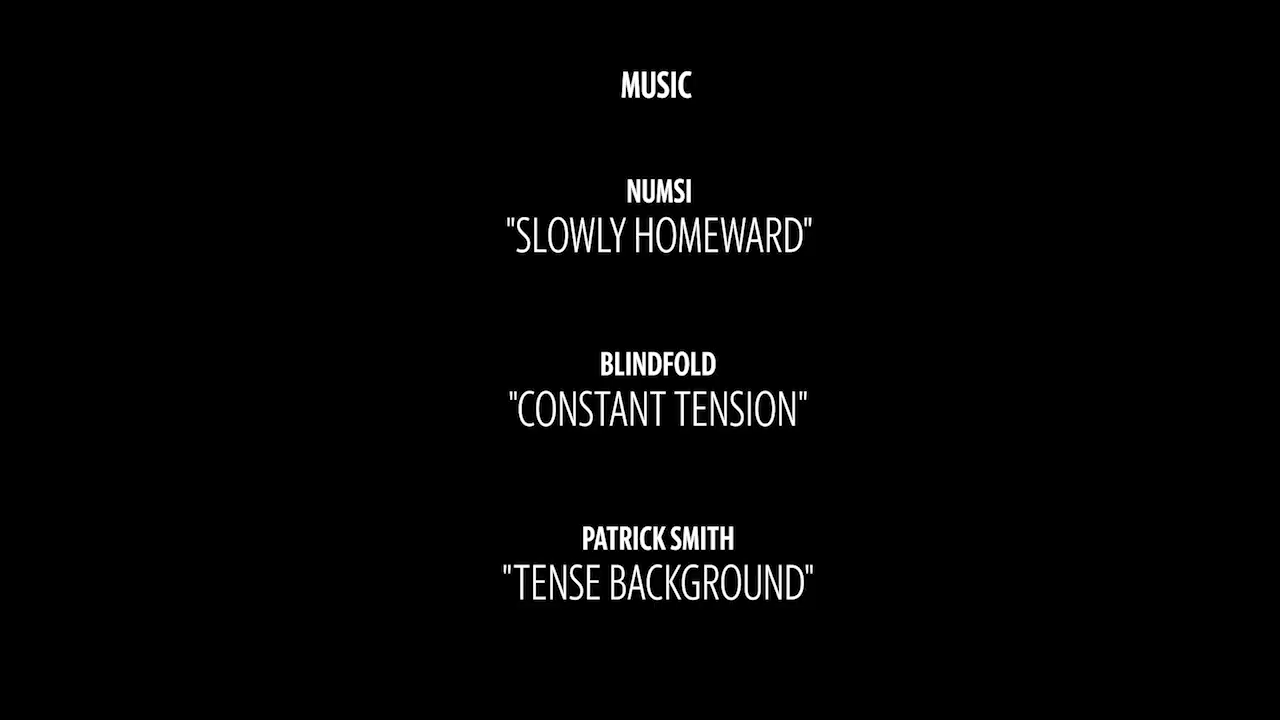 MUSIC
NUMSI
"SLOWLY HOMEWARD"
BLINDFOLD
"CONSTANT TENSION"
PATRICK SMITH
"TENSE BACKGROUND"